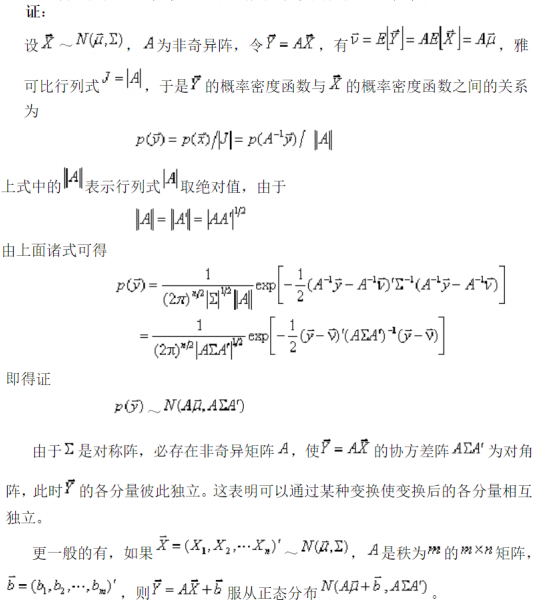 证：
设 $\vec{X} \sim N(\vec{\mu},\Sigma)$ ，$A$ 为非奇异阵，令 $\vec{Y} = A\vec{X}$ ，有 $\vec{\nu} = E[\vec{Y}] = AE[\vec{X}] = A\vec{\mu}$ ，雅
可比行列式 $J = |A|$ ，于是 $\vec{Y}$ 的概率密度函数与 $\vec{X}$ 的概率密度函数之间的关系
为
$p(\vec{y}) = p(\vec{x})/|J| = p(A^{-1}\vec{y})/ \|A\|$
上式中的 $\|A\|$ 表示行列式 $|A|$ 取绝对值，由于
$\|A\| = \|A'\| = |AA'|^{1/2}$
由上面诸式可得
$p(\vec{y}) = \frac{1}{(2\pi)^{n/2}|\Sigma|^{1/2}\|A\|}\exp\left[-\frac{1}{2}(A^{-1}\vec{y} - A^{-1}\vec{\nu})'\Sigma^{-1}(A^{-1}\vec{y} - A^{-1}\vec{\nu})\right]$
$= \frac{1}{(2\pi)^{n/2}|A\Sigma A'|^{1/2}}\exp\left[-\frac{1}{2}(\vec{y} - \vec{\nu})'(A\Sigma A')^{-1}(\vec{y} - \vec{\nu})\right]$
即得证
$p(\vec{y}) \sim N(A\vec{\mu}, A\Sigma A')$
由于 $\Sigma$ 是对称阵，必存在非奇异矩阵 $A$ ，使 $\vec{Y} = A\vec{X}$ 的协方差阵 $A\Sigma A'$ 为对角
阵，此时 $\vec{Y}$ 的各分量彼此独立。这表明可以通过某种变换使变换后的各分量相互
独立。
更一般的有，如果 $\vec{X} = (X_1, X_2, \cdots X_n)' \sim N(\vec{\mu},\Sigma)$ ，$A$ 是秩为 $m$ 的 $m \times n$ 矩阵，
$\vec{b} = (b_1, b_2, \cdots, b_m)'$ ，则 $\vec{Y} = A\vec{X} + \vec{b}$ 服从正态分布 $N(A\vec{\mu} + \vec{b}, A\Sigma A')$ 。